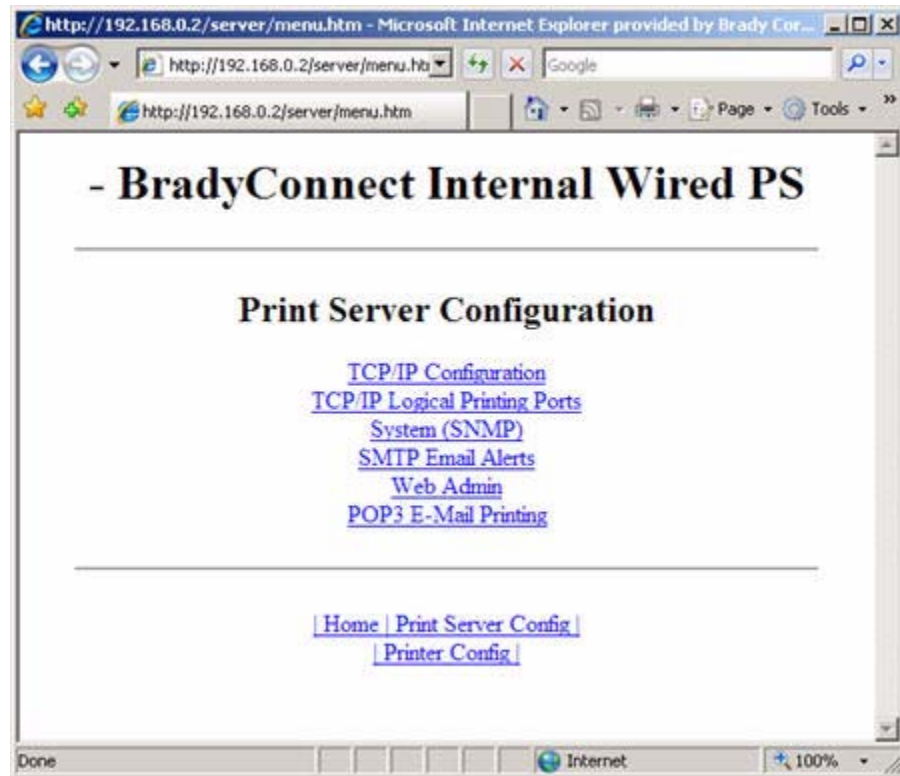 http://192.168.0.2/server/menu.htm - Microsoft Internet Explorer provided by Brady Cor...
http://192.168.0.2/server/menu.ht
Google
http://192.168.0.2/server/menu.htm
Page
Tools
- BradyConnect Internal Wired PS
Print Server Configuration
TCP/IP Configuration
TCP/IP Logical Printing Ports
System (SNMP)
SMTP Email Alerts
Web Admin
POP3 E-Mail Printing
| Home | Print Server Config |
| Printer Config |
Done
Internet
100%